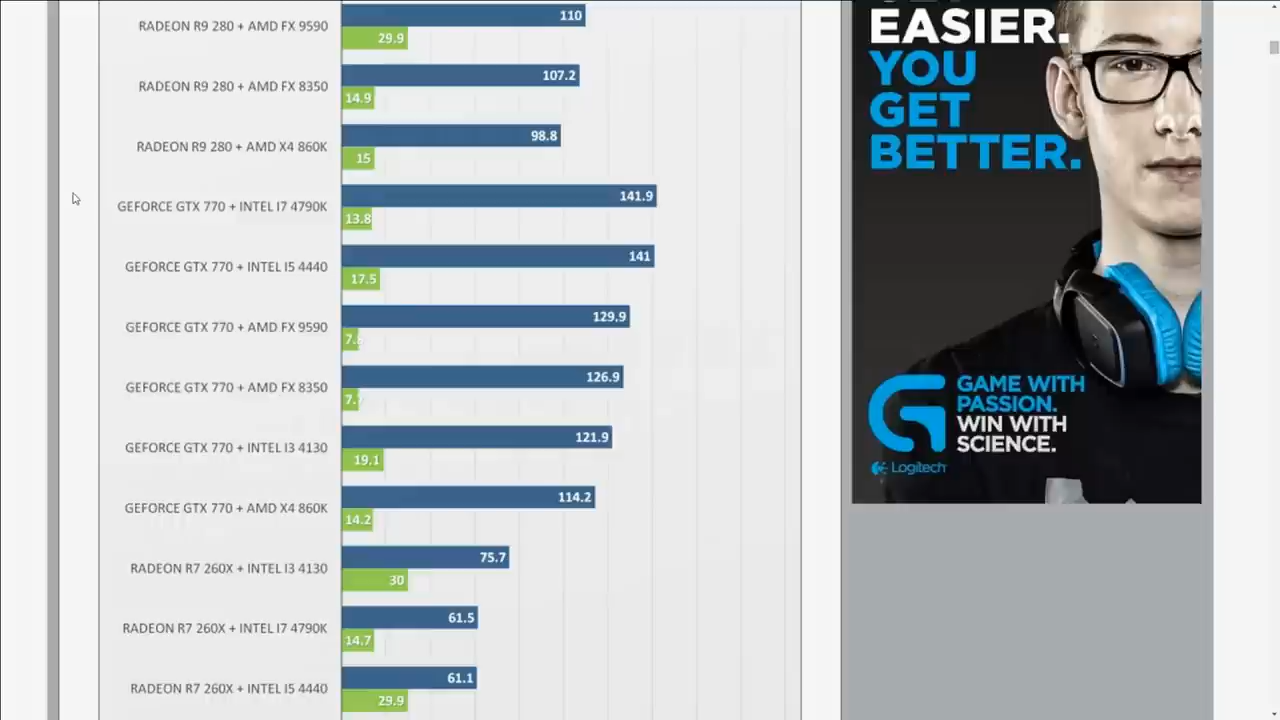 RADEON R9 280 + AMD FX 9590
110
29.9
RADEON R9 280 + AMD FX 8350
107.2
14.9
RADEON R9 280 + AMD X4 860K
98.8
15
GEFORCE GTX 770 + INTEL I7 4790K
141.9
13.8
GEFORCE GTX 770 + INTEL I5 4440
141
17.5
GEFORCE GTX 770 + AMD FX 9590
129.9
GEFORCE GTX 770 + AMD FX 8350
126.9
GEFORCE GTX 770 + INTEL I3 4130
121.9
19.1
GEFORCE GTX 770 + AMD X4 860K
114.2
14.2
RADEON R7 260X + INTEL I3 4130
75.7
30
RADEON R7 260X + INTEL I7 4790K
61.5
14.7
RADEON R7 260X + INTEL I5 4440
61.1
29.9
EASIER.
YOU
GET
BETTER.
GAME WITH
PASSION.
WIN WITH
SCIENCE.
Logitech